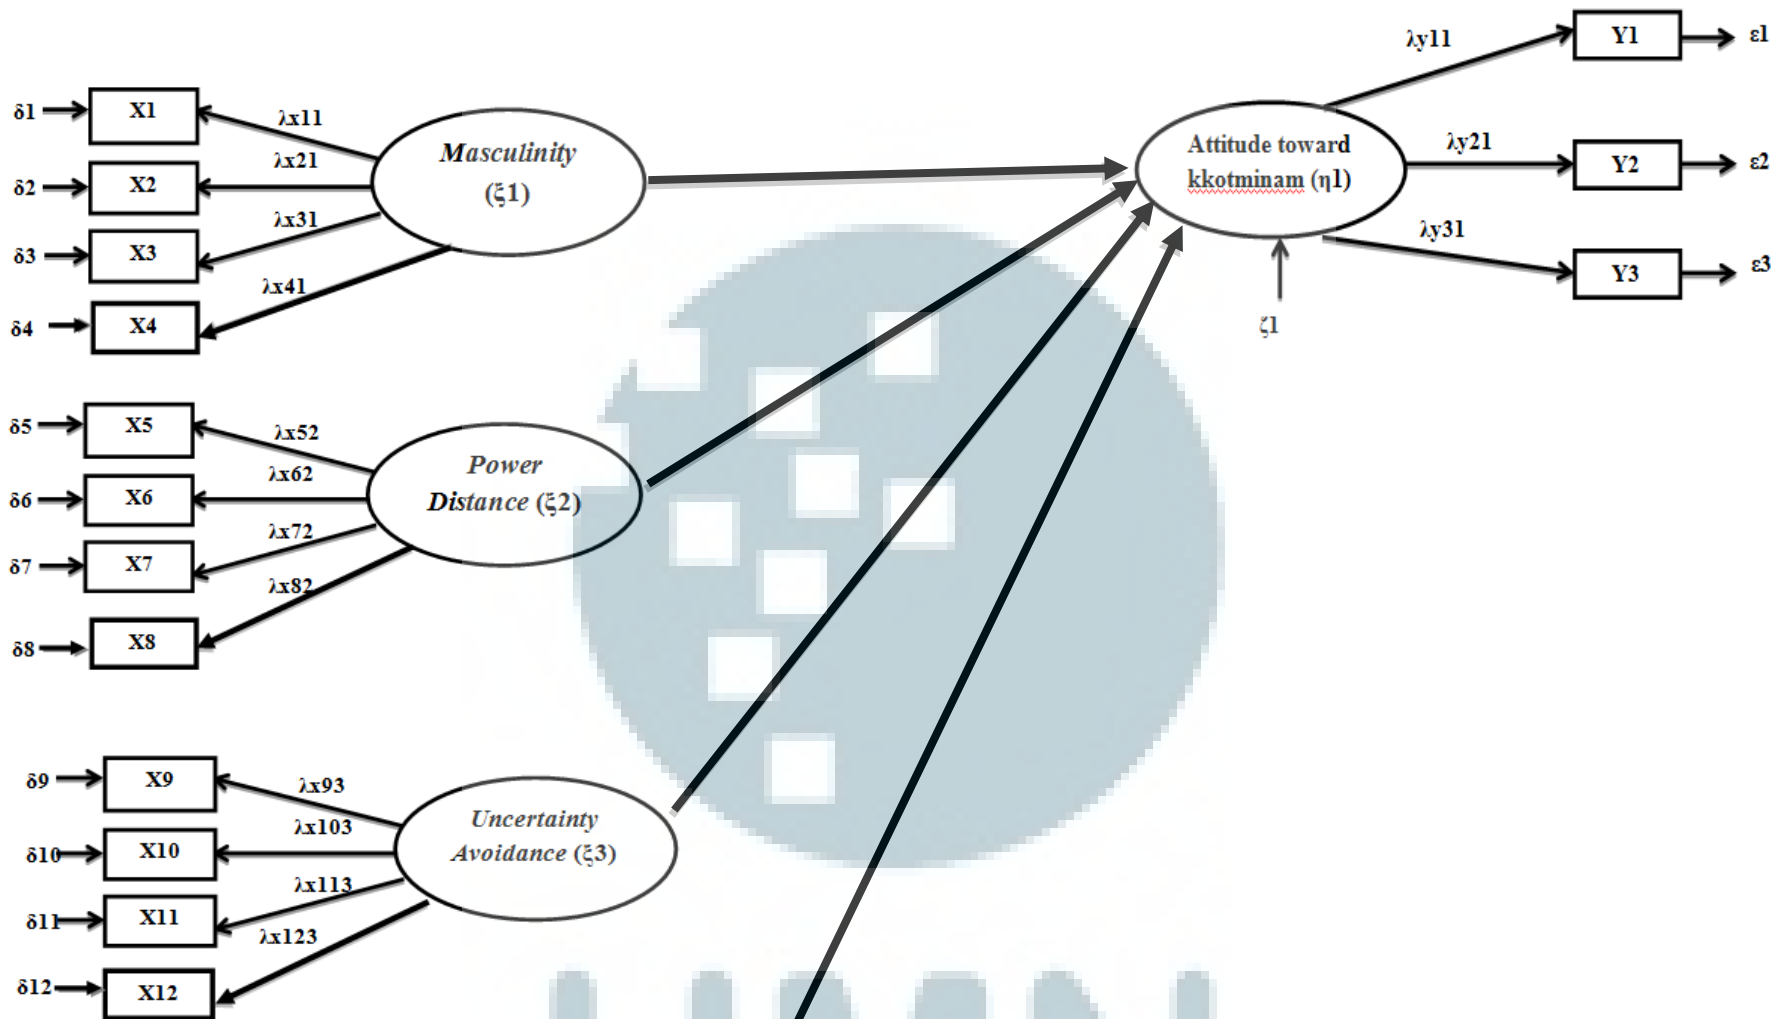 δ1
X1
λx11
δ2
X2
λx21
δ3
X3
λx31
δ4
X4
λx41
Masculinity
(ξ1)
δ5
X5
λx52
δ6
X6
λx62
δ7
X7
λx72
δ8
X8
λx82
Power
Distance (ξ2)
δ9
X9
λx93
δ10
X10
λx103
δ11
X11
λx113
δ12
X12
λx123
Uncertainty
Avoidance (ξ3)
Attitude toward
kkotminam (η1)
ζ1
λy11
Y1
ε1
λy21
Y2
ε2
λy31
Y3
ε3